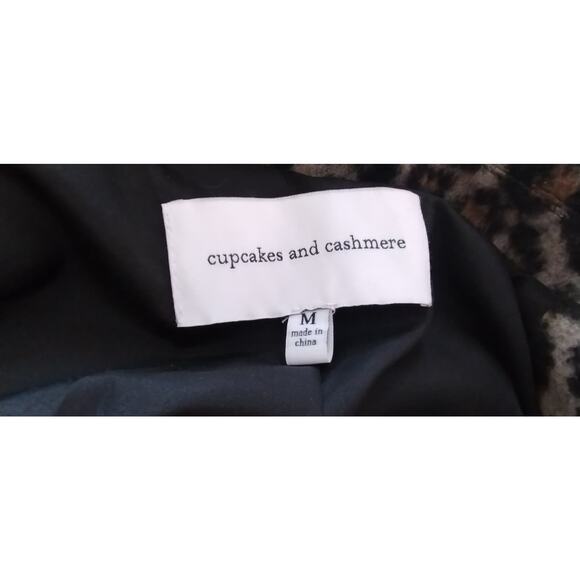 cupcakes and cashmere
M
made in
china